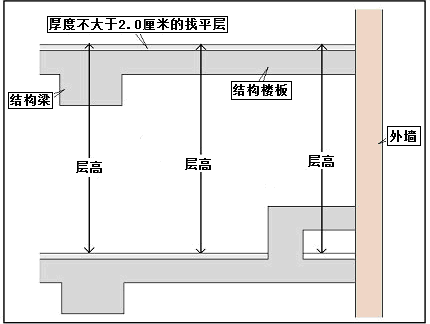 厚度不大于2.0厘米的找平层
结构梁
结构楼板
外墙
层高
层高
层高